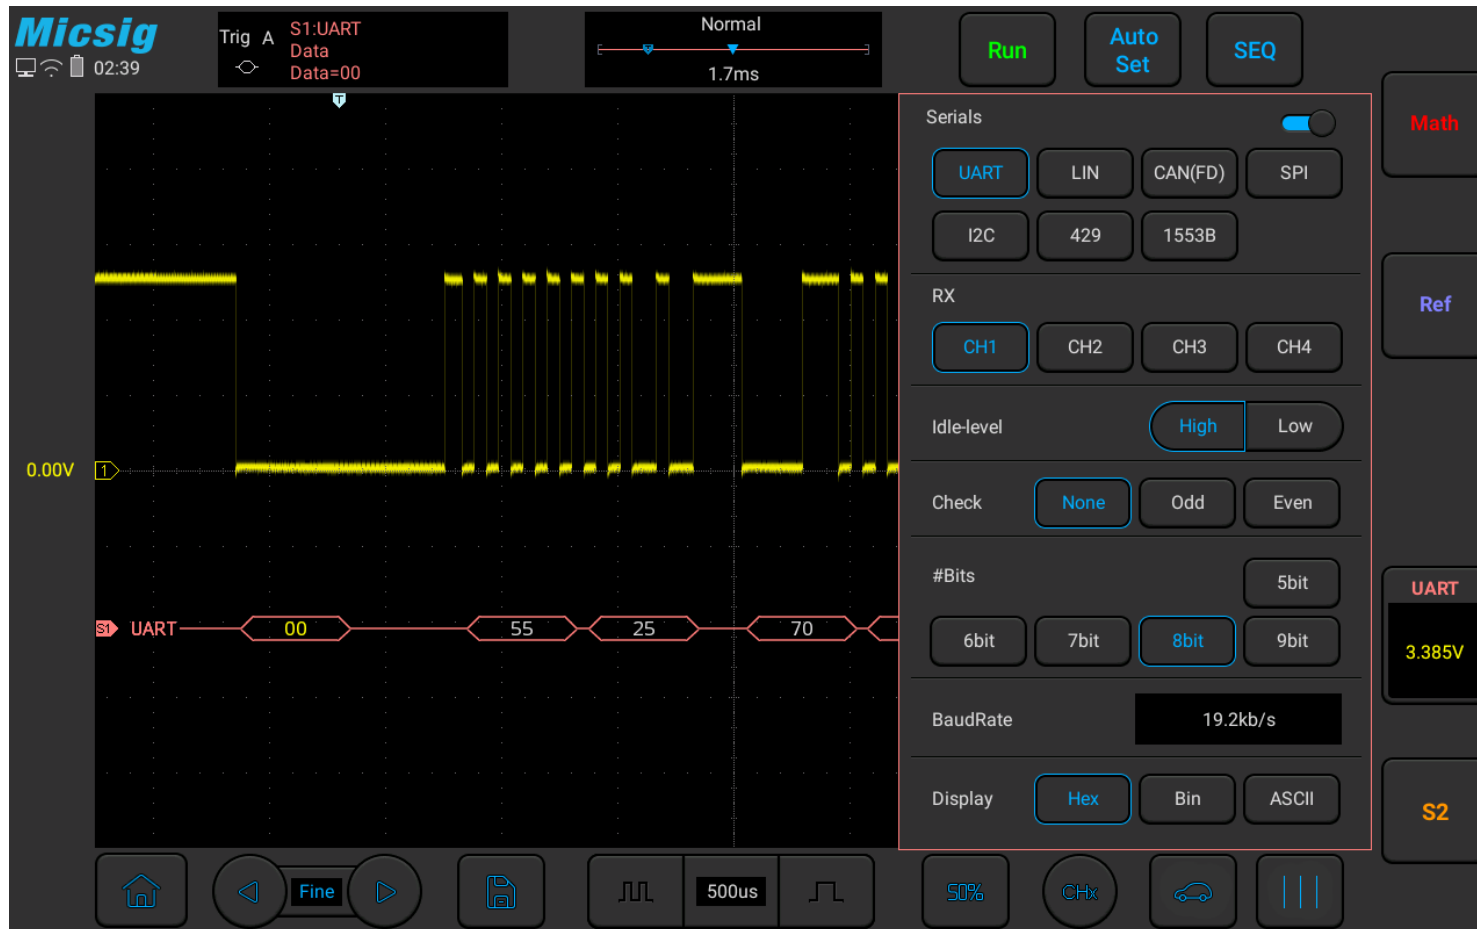 Micsig
02:39
Trig A
S1:UART
Data
Data=00
Normal
1.7ms
Run
Auto
Set
SEQ
T
Serials
UART LIN CAN(FD) SPI
I2C 429 1553B
RX
CH1 CH2 CH3 CH4
Idle-level High Low
Check None Odd Even
#Bits 5bit
6bit 7bit 8bit 9bit
BaudRate 19.2kb/s
Display Hex Bin ASCII
0.00V 1
S1 UART 00 55 25 70
Math
Ref
UART
3.385V
S2
Fine
500us
50%
CHx